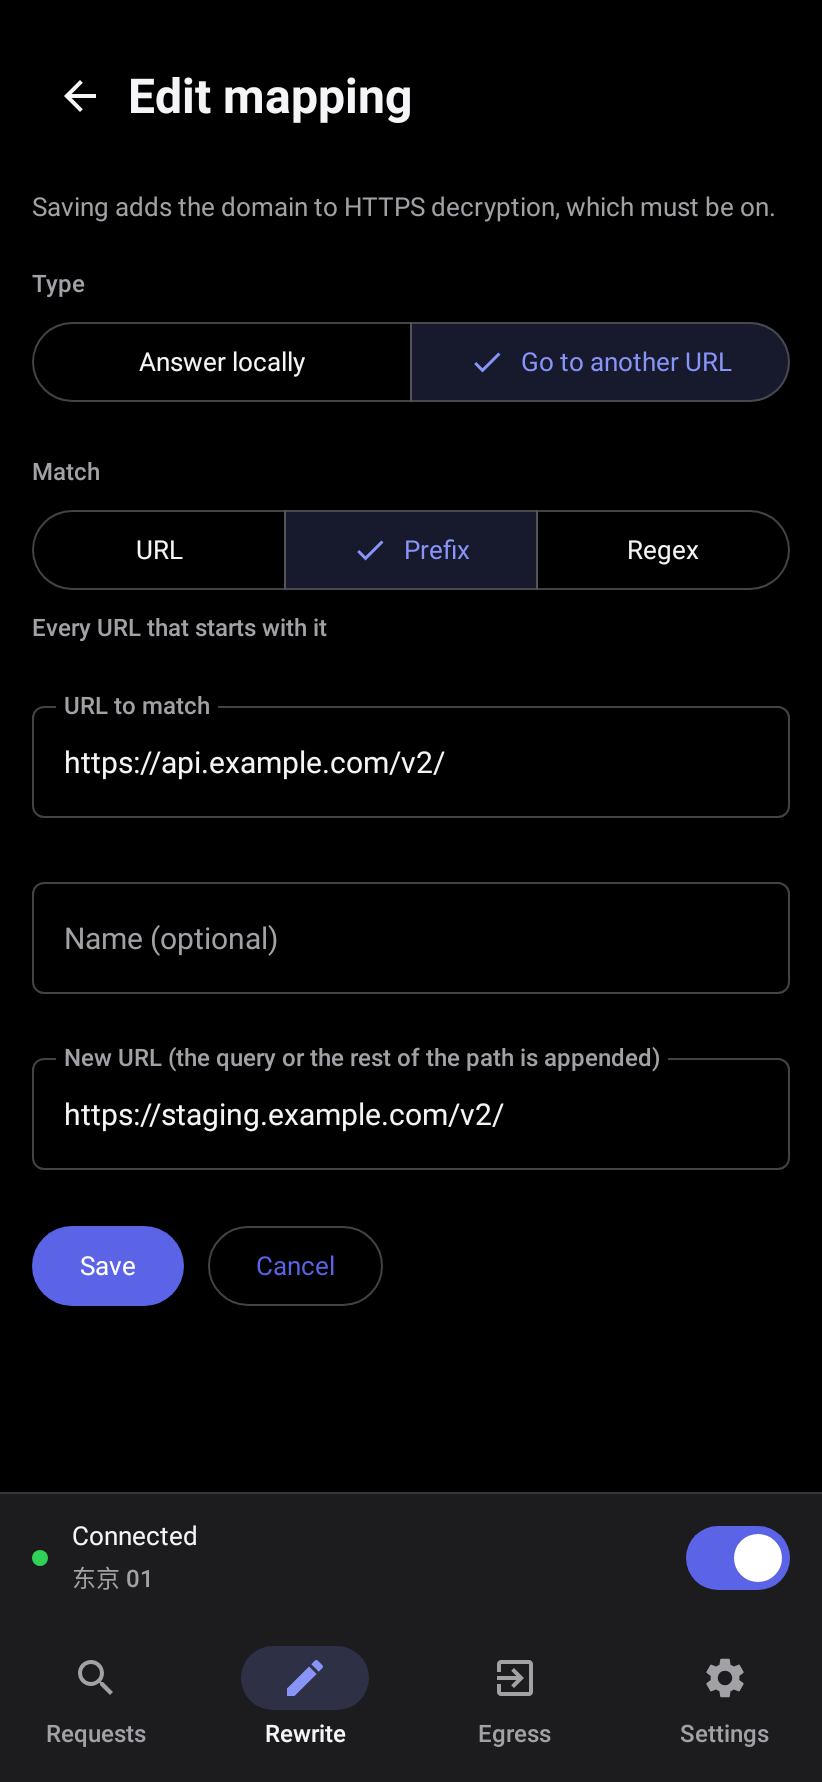 Edit mapping
Saving adds the domain to HTTPS decryption, which must be on.
Type
Answer locally
Go to another URL
Match
URL
Prefix
Regex
Every URL that starts with it
URL to match
https://api.example.com/v2/
Name (optional)
New URL (the query or the rest of the path is appended)
https://staging.example.com/v2/
Save
Cancel
Connected
东京 01
Requests
Rewrite
Egress
Settings